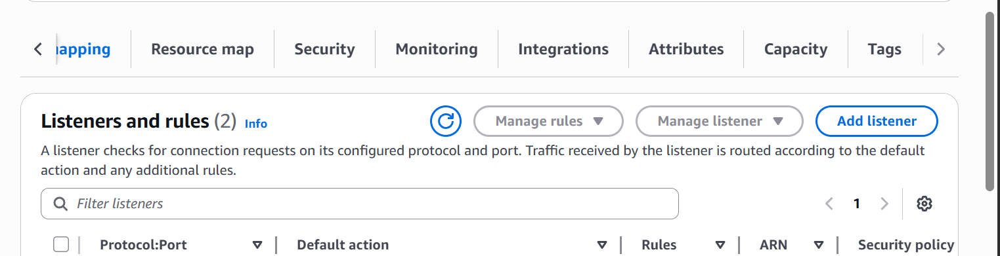 Resource map Security Monitoring Integrations Attributes Capacity Tags
Listeners and rules (2) Info Manage rules Manage listener Add listener
A listener checks for connection requests on its configured protocol and port. Traffic received by the listener is routed according to the default
action and any additional rules.
Filter listeners 1
Protocol:Port Default action Rules ARN Security policy